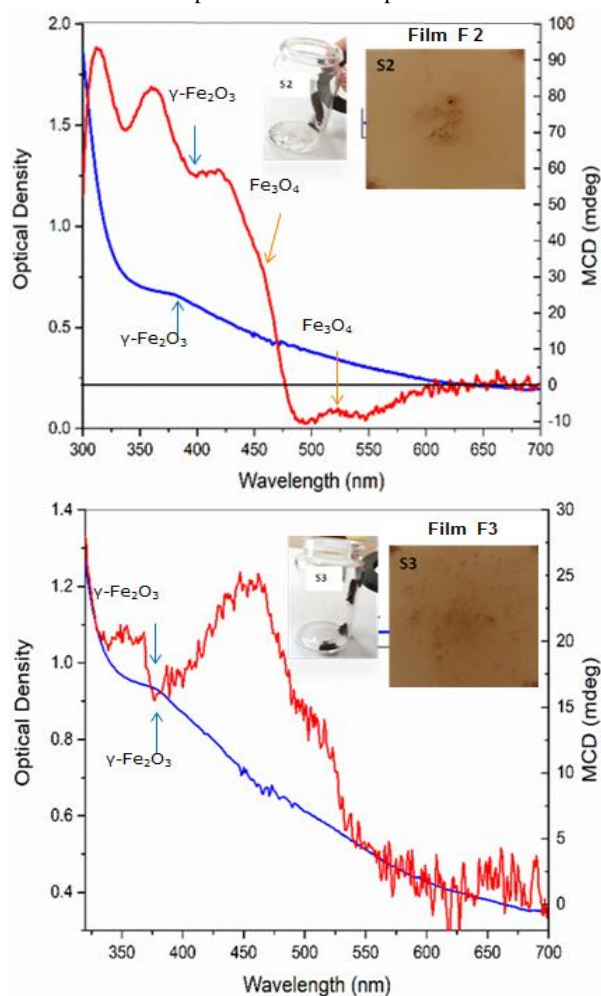 Film F2
S2
S2
γ-Fe₂O₃
Fe₃O₄
Fe₃O₄
γ-Fe₂O₃
2.0
1.5
1.0
0.5
0.0
Optical Density
100
90
80
70
60
50
40
30
20
10
0
-10
MCD (mdeg)
300 350 400 450 500 550 600 650 700
Wavelength (nm)
Film F3
S3
S3
γ-Fe₂O₃
γ-Fe₂O₃
1.4
1.2
1.0
0.8
0.6
0.4
Optical Density
30
25
20
15
10
5
0
MCD (mdeg)
350 400 450 500 550 600 650 700
Wavelength (nm)